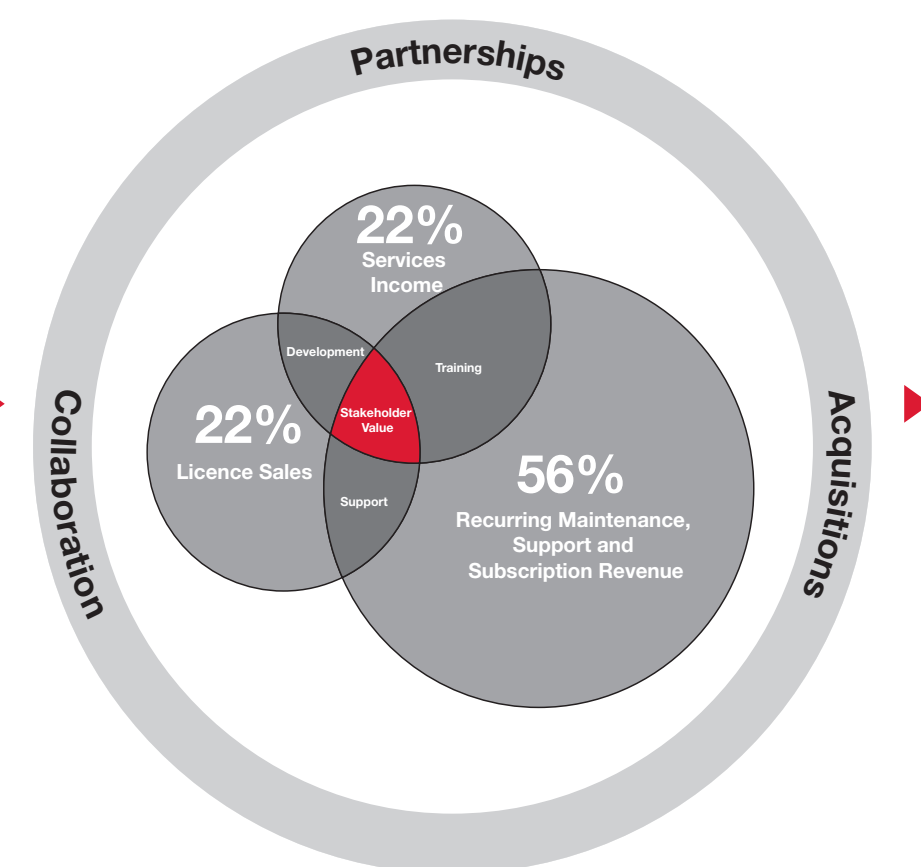 Partnerships
22%
Services
Income
Development
Training
Collaboration
Acquisitions
22%
Licence Sales
Stakeholder
Value
56%
Recurring Maintenance,
Support and
Subscription Revenue
Support